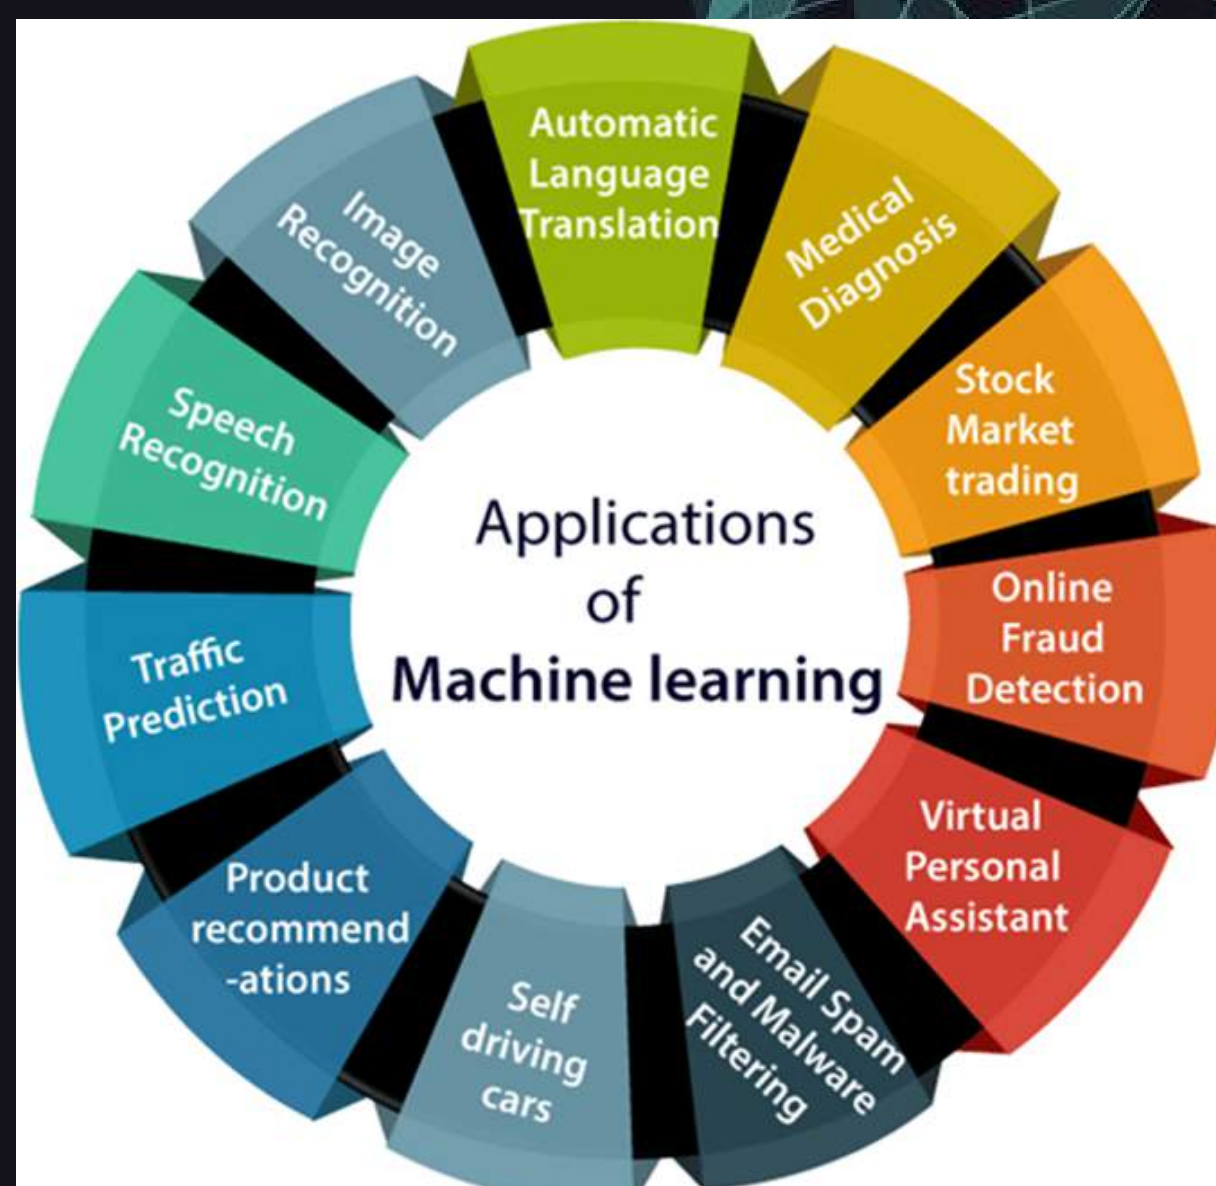 Automatic
Language
Translation
Medical
Diagnosis
Stock
Market
trading
Online
Fraud
Detection
Virtual
Personal
Assistant
Email Spam
and Malware
Filtering
Self
driving
cars
Product
recommend
-ations
Traffic
Prediction
Speech
Recognition
Image
Recognition
Applications
of
Machine learning